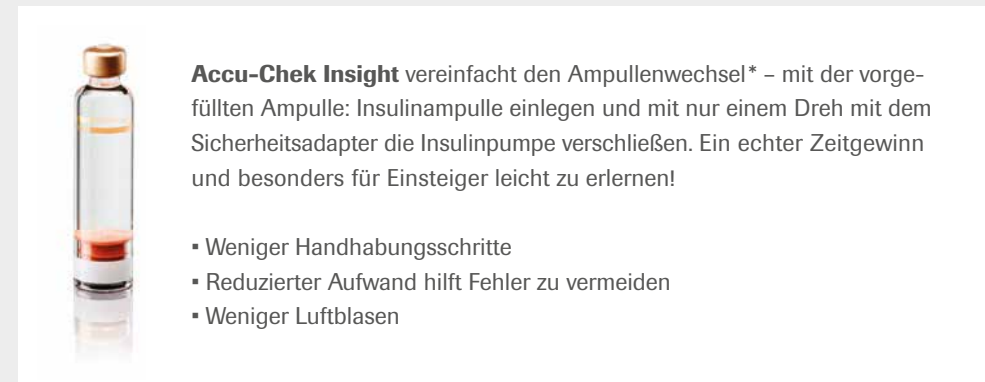 Accu-Chek Insight vereinfacht den Ampullenwechsel* – mit der vorge-
füllten Ampulle: Insulinampulle einlegen und mit nur einem Dreh mit dem
Sicherheitsadapter die Insulinpumpe verschließen. Ein echter Zeitgewinn
und besonders für Einsteiger leicht zu erlernen!
▪ Weniger Handhabungsschritte
▪ Reduzierter Aufwand hilft Fehler zu vermeiden
▪ Weniger Luftblasen